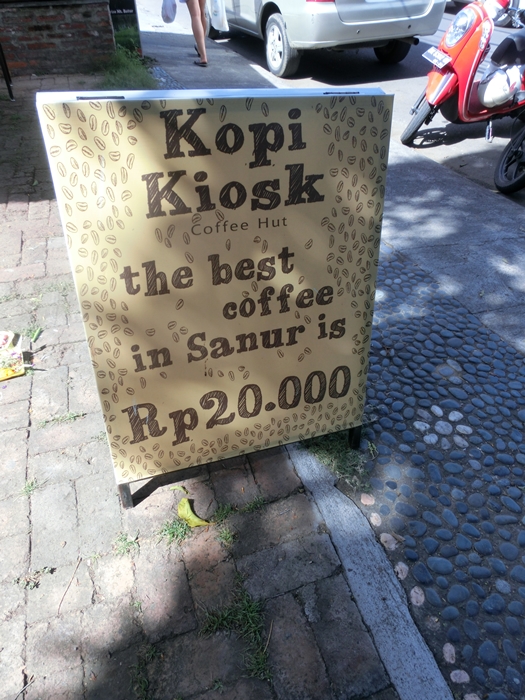 Kopi
Kiosk
Coffee Hut
the best
coffee
in Sanur is
Rp20.000